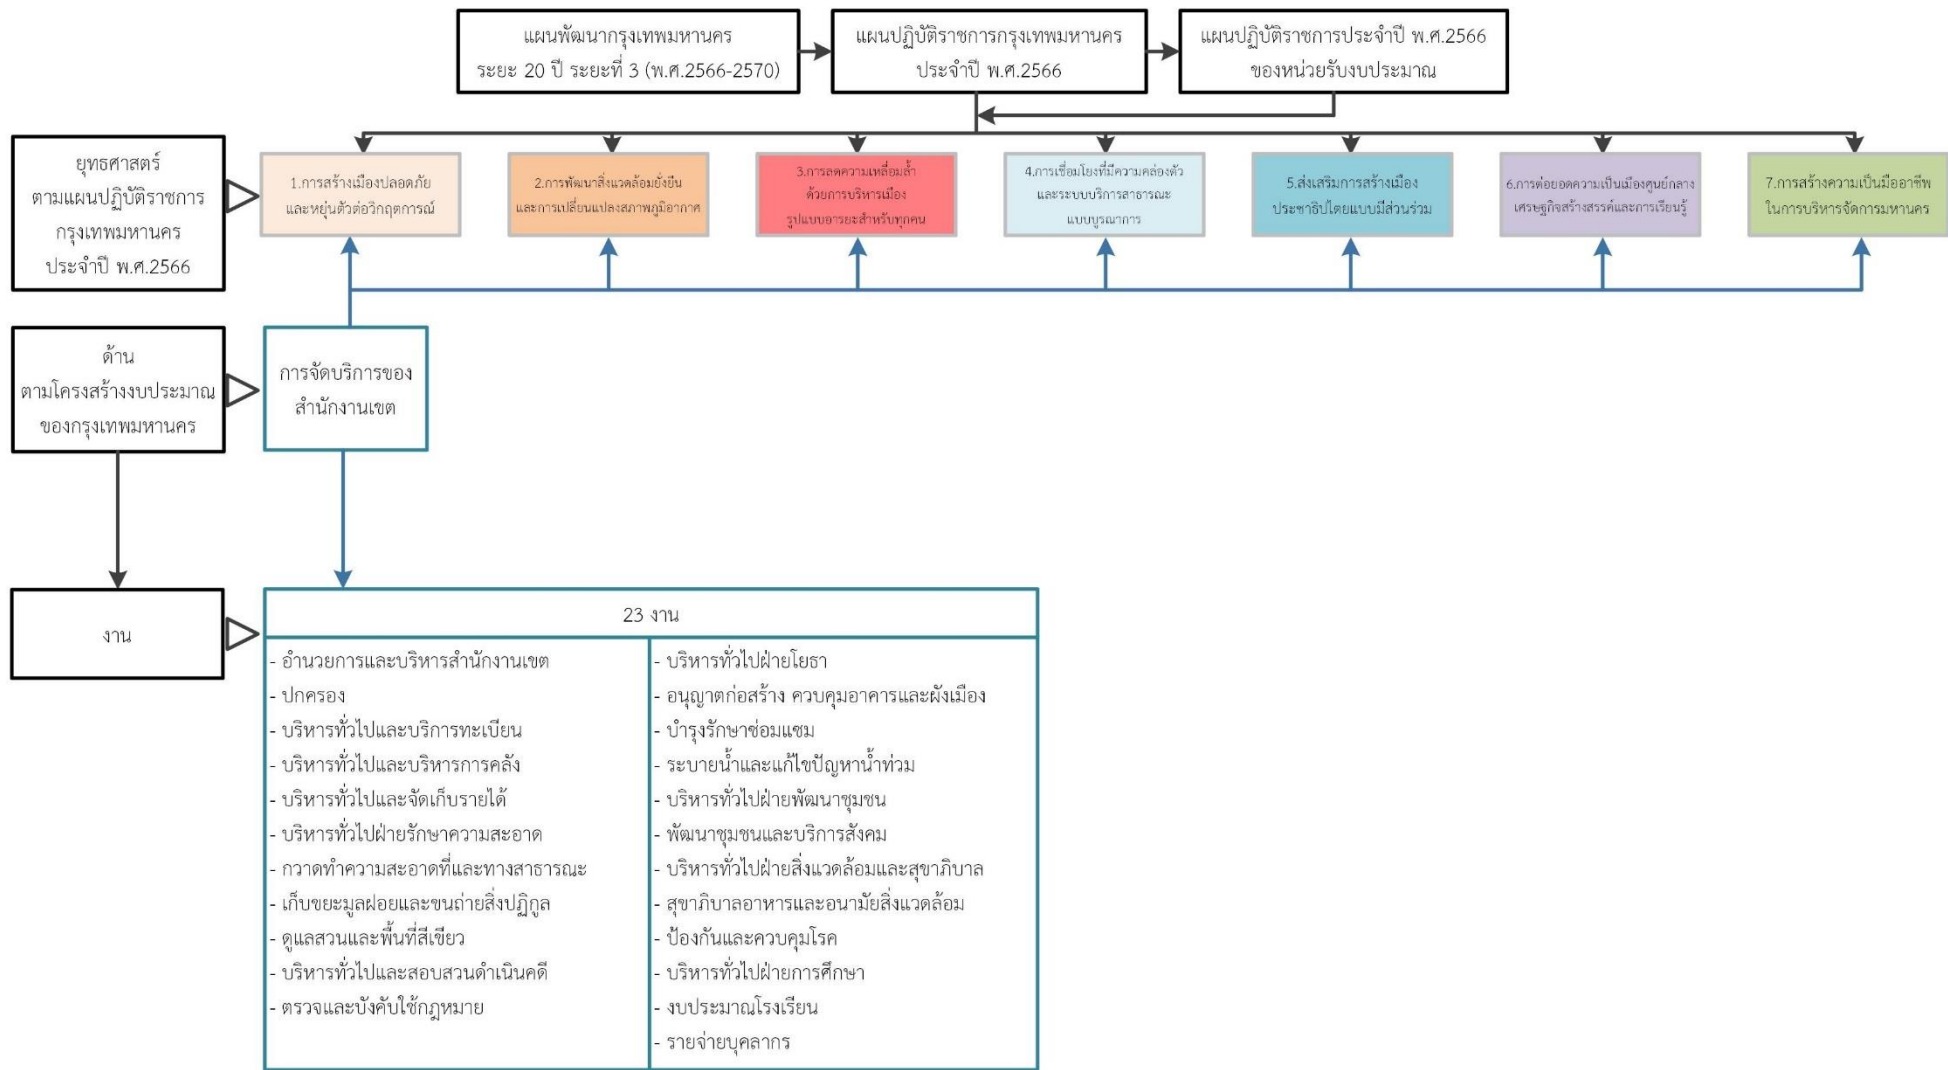 แผนพัฒนากรุงเทพมหานคร
ระยะ 20 ปี ระยะที่ 3 (พ.ศ.2566-2570)
แผนปฏิบัติราชการกรุงเทพมหานคร
ประจำปี พ.ศ.2566
แผนปฏิบัติราชการประจำปี พ.ศ.2566
ของหน่วยรับงบประมาณ
ยุทธศาสตร์
ตามแผนปฏิบัติราชการ
กรุงเทพมหานคร
ประจำปี พ.ศ.2566
1.การสร้างเมืองปลอดภัย
และหยุ่นตัวต่อวิกฤตการณ์
2.การพัฒนาสิ่งแวดล้อมยั่งยืน
และการเปลี่ยนแปลงสภาพภูมิอากาศ
3.การลดความเหลื่อมล้ำ
ด้วยการบริหารเมือง
รูปแบบอารยะสำหรับทุกคน
4.การเชื่อมโยงที่มีความคล่องตัว
และระบบบริการสาธารณะ
แบบบูรณาการ
5.ส่งเสริมการสร้างเมือง
ประชาธิปไตยแบบมีส่วนร่วม
6.การต่อยอดความเป็นเมืองศูนย์กลาง
เศรษฐกิจสร้างสรรค์และการเรียนรู้
7.การสร้างความเป็นมืออาชีพ
ในการบริหารจัดการมหานคร
ด้าน
ตามโครงสร้างงบประมาณ
ของกรุงเทพมหานคร
การจัดบริการของ
สำนักงานเขต
งาน
23 งาน
- อำนวยการและบริหารสำนักงานเขต
- ปกครอง
- บริหารทั่วไปและบริการทะเบียน
- บริหารทั่วไปและบริหารการคลัง
- บริหารทั่วไปและจัดเก็บรายได้
- บริหารทั่วไปฝ่ายรักษาความสะอาด
- กวาดทำความสะอาดที่และทางสาธารณะ
- เก็บขยะมูลฝอยและขนถ่ายสิ่งปฏิกูล
- ดูแลสวนและพื้นที่สีเขียว
- บริหารทั่วไปและสอบสวนดำเนินคดี
- ตรวจและบังคับใช้กฎหมาย
- บริหารทั่วไปฝ่ายโยธา
- อนุญาตก่อสร้าง ควบคุมอาคารและผังเมือง
- บำรุงรักษาซ่อมแซม
- ระบายน้ำและแก้ไขปัญหาน้ำท่วม
- บริหารทั่วไปฝ่ายพัฒนาชุมชน
- พัฒนาชุมชนและบริการสังคม
- บริหารทั่วไปฝ่ายสิ่งแวดล้อมและสุขาภิบาล
- สุขาภิบาลอาหารและอนามัยสิ่งแวดล้อม
- ป้องกันและควบคุมโรค
- บริหารทั่วไปฝ่ายการศึกษา
- งบประมาณโรงเรียน
- รายจ่ายบุคลากร